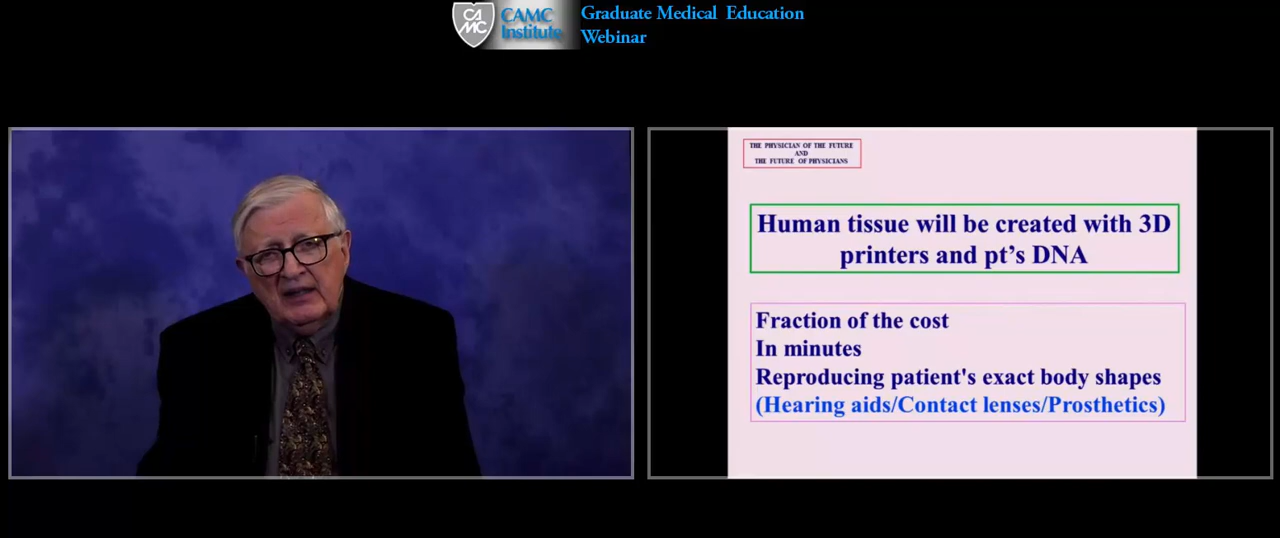 CAMC
CAMC
Institute
Graduate Medical Education
Webinar
THE PHYSICIAN OF THE FUTURE
AND
THE FUTURE OF PHYSICIANS
Human tissue will be created with 3D
printers and pt's DNA
Fraction of the cost
In minutes
Reproducing patient's exact body shapes
(Hearing aids/Contact lenses/Prosthetics)